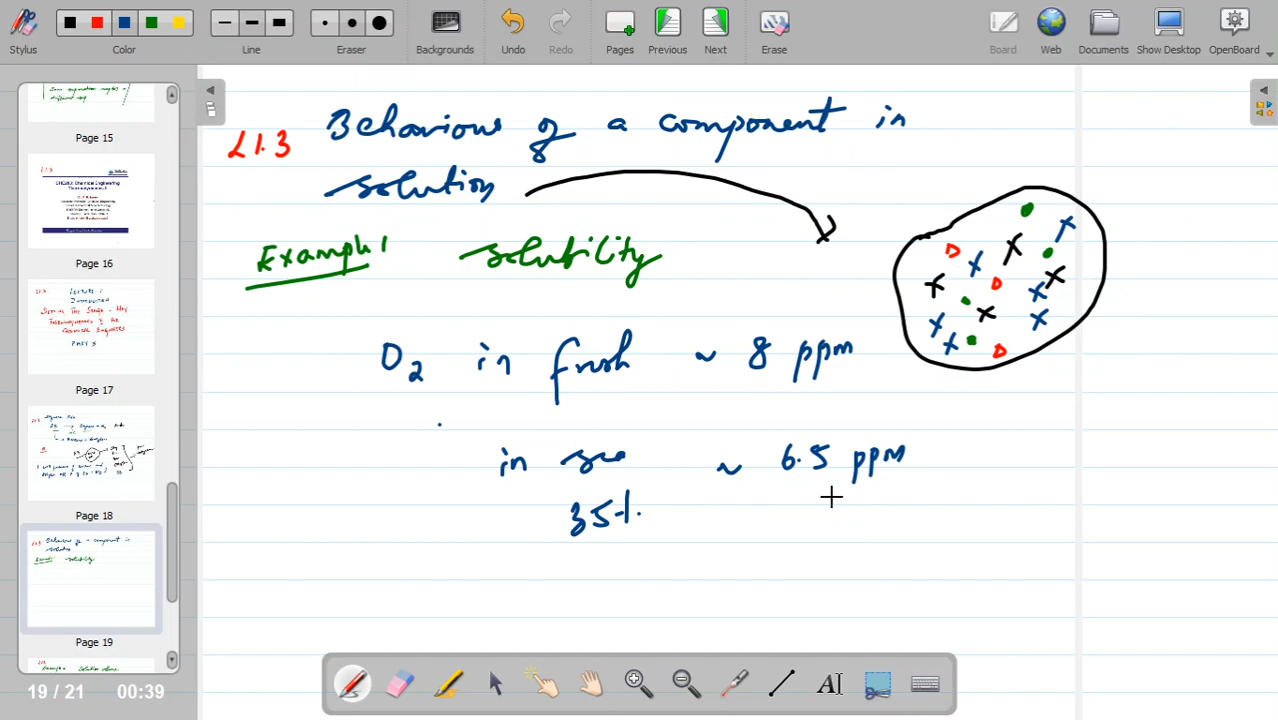 Stylus
Color
Line
Eraser
Backgrounds
Undo
Redo
Pages
Previous
Next
Erase
Board
Web
Documents
Show Desktop
OpenBoard
Page 15
Page 16
Page 17
Page 18
Page 19
L1.3 Behaviour of a component in
solution
Example 1 solubility
O2 in fresh ~ 8 ppm
in sea ~ 6.5 ppm
35%.
19 / 21 00:39